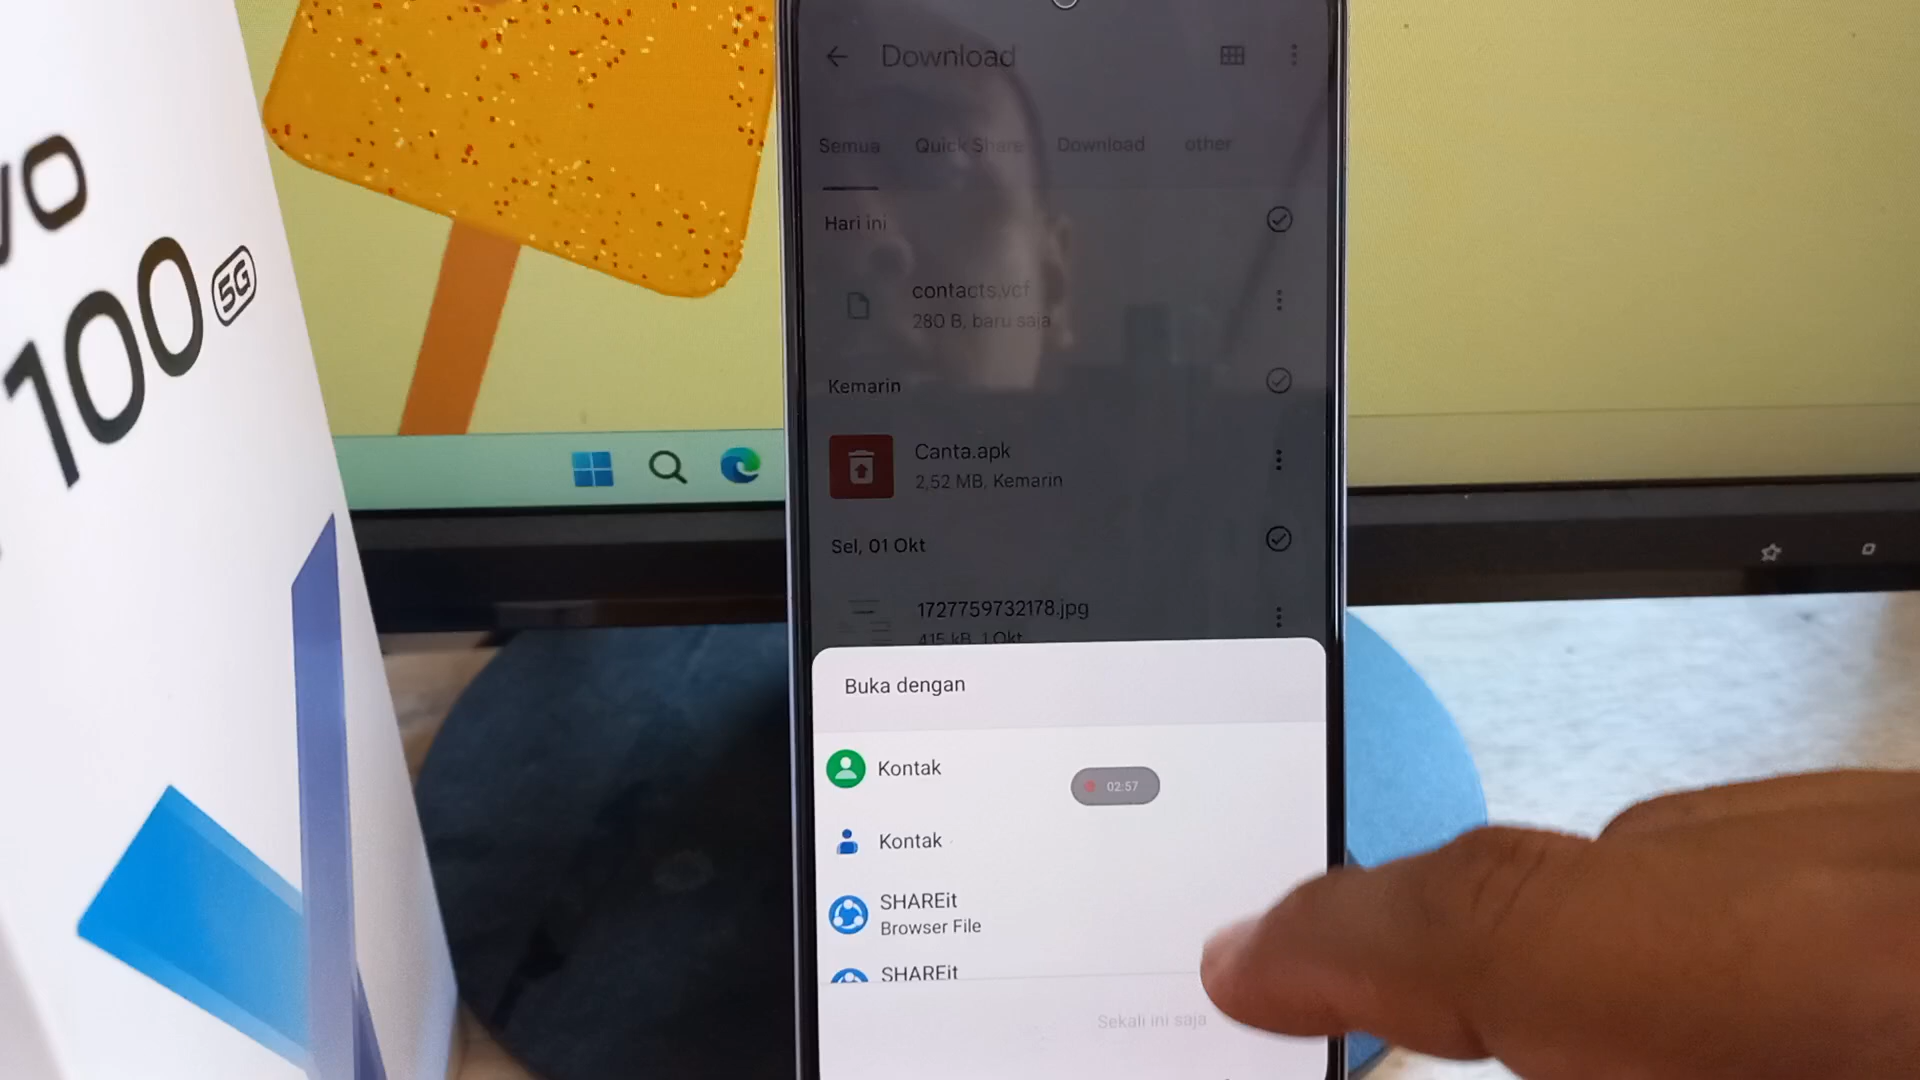 vo
100 5G
Download
Semua Quick Share Download other
Hari ini
contacts.vcf
280 B, baru saja
Kemarin
Canta.apk
2,52 MB, Kemarin
Sel, 01 Okt
1727759732178.jpg
415 kB, 1 Okt
Buka dengan
Kontak
02:57
Kontak
SHAREit
Browser File
SHAREit
Sekali ini saja